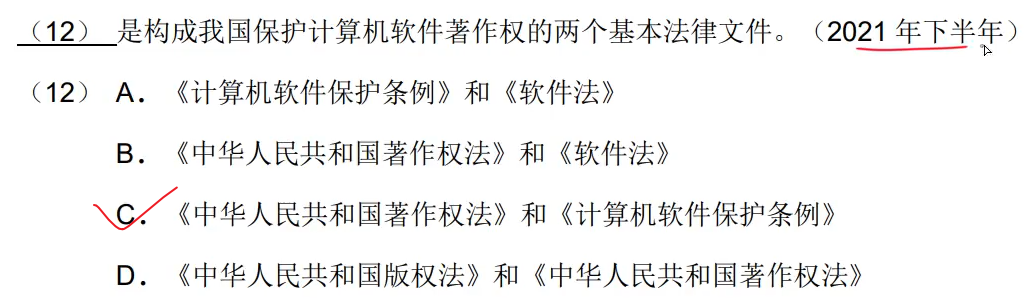 （12） 是构成我国保护计算机软件著作权的两个基本法律文件。（2021 年下半年）
（12） A．《计算机软件保护条例》和《软件法》
B．《中华人民共和国著作权法》和《软件法》
C．《中华人民共和国著作权法》和《计算机软件保护条例》
D．《中华人民共和国版权法》和《中华人民共和国著作权法》